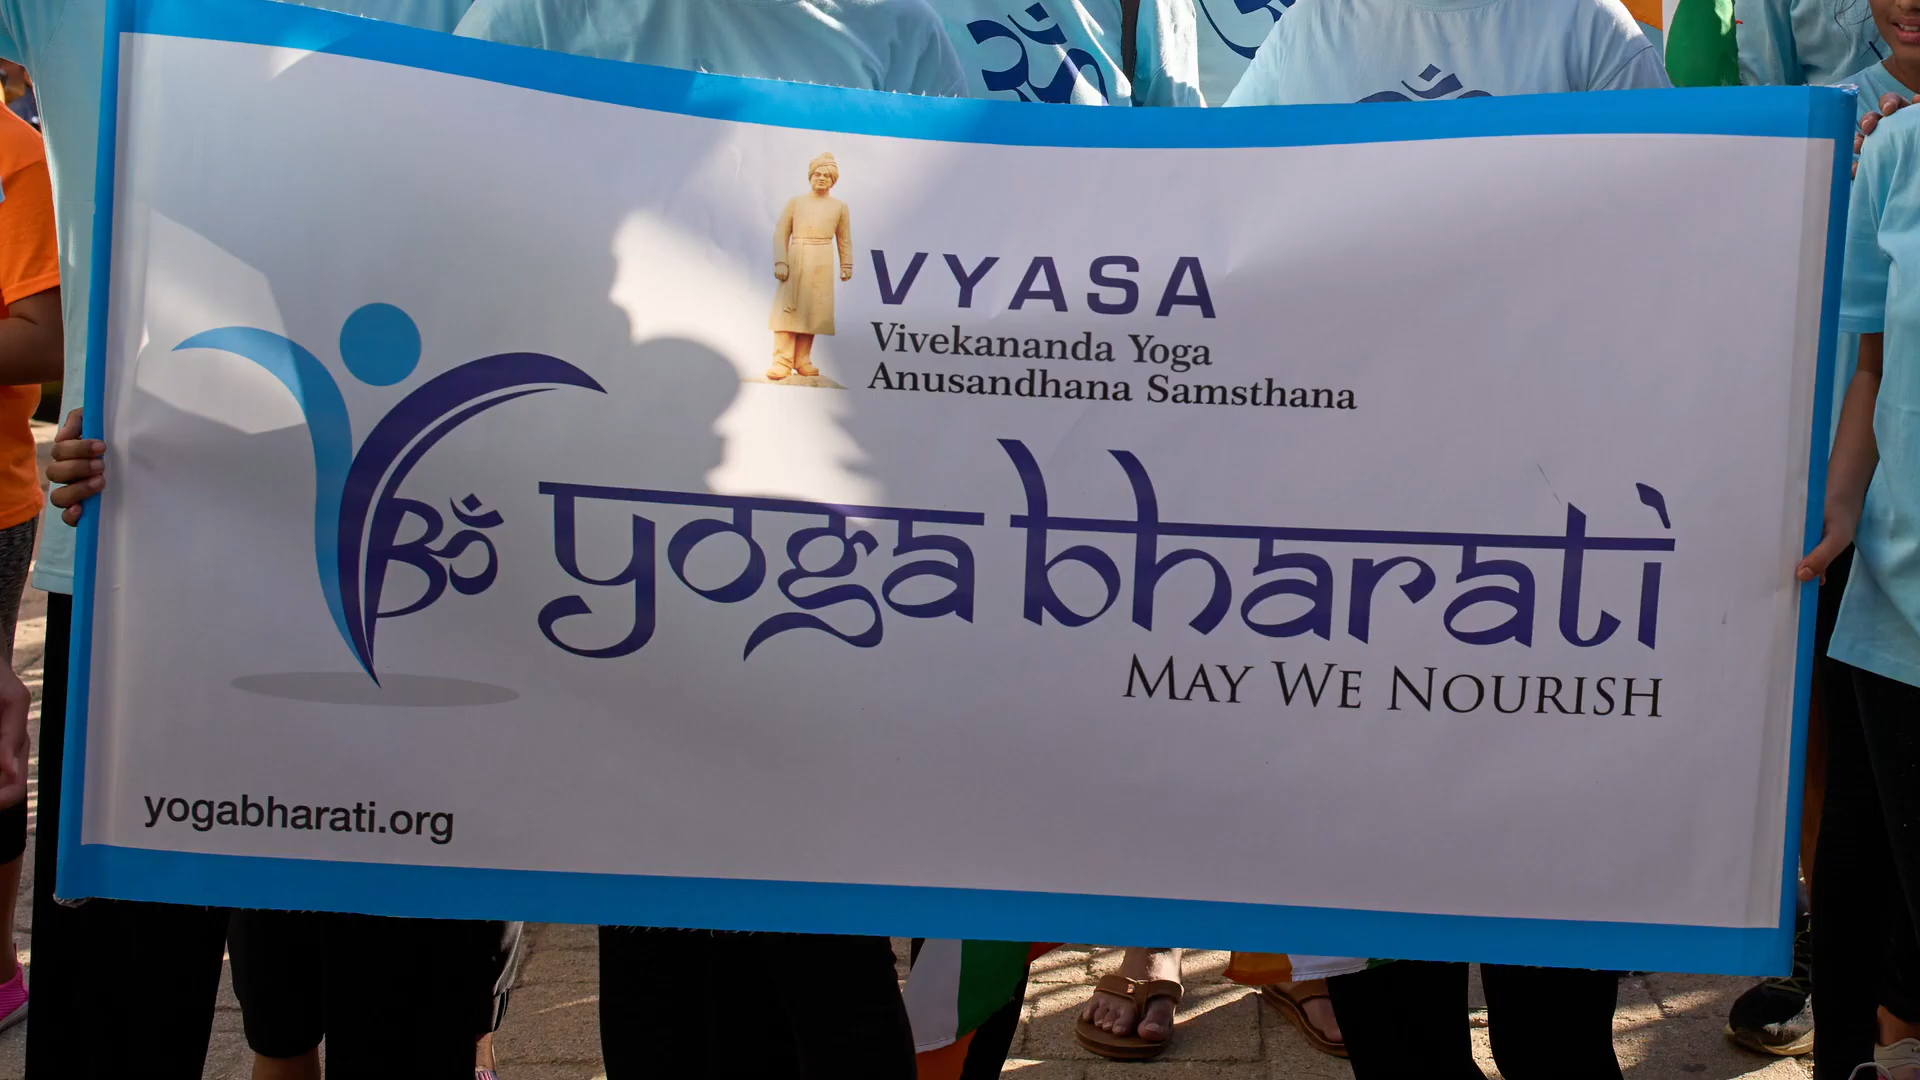 ॐ
VYASA
Vivekananda Yoga
Anusandhana Samsthana
ॐ
yoga bharati
MAY WE NOURISH
yogabharati.org